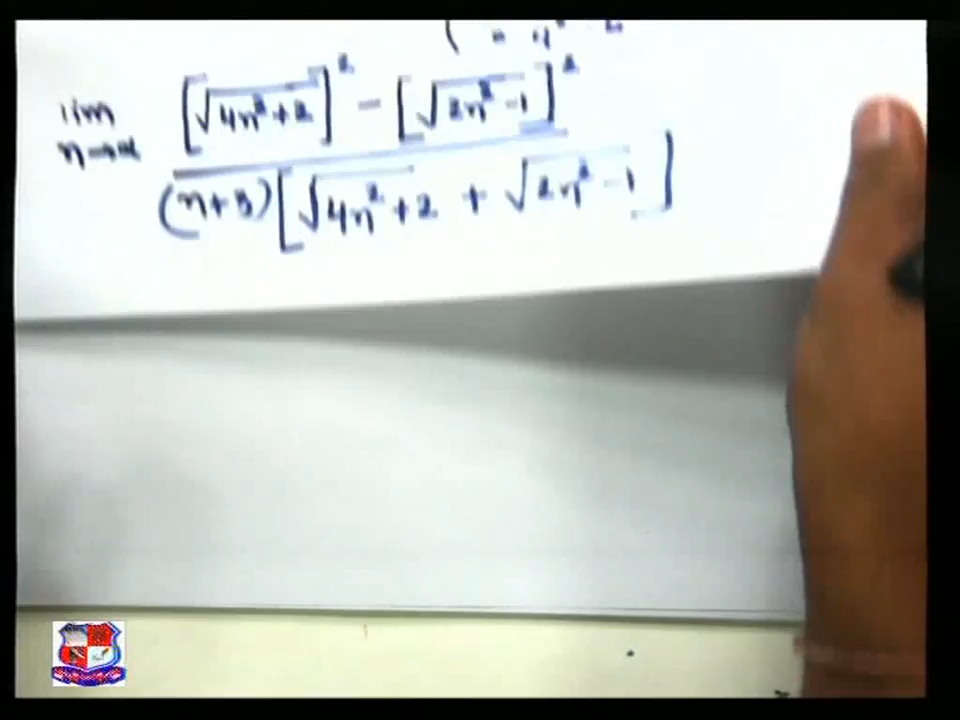 lim n→∞ [√4n²+2]² - [√2n²-1]²
(n+3)[√4n²+2 + √2n²-1]